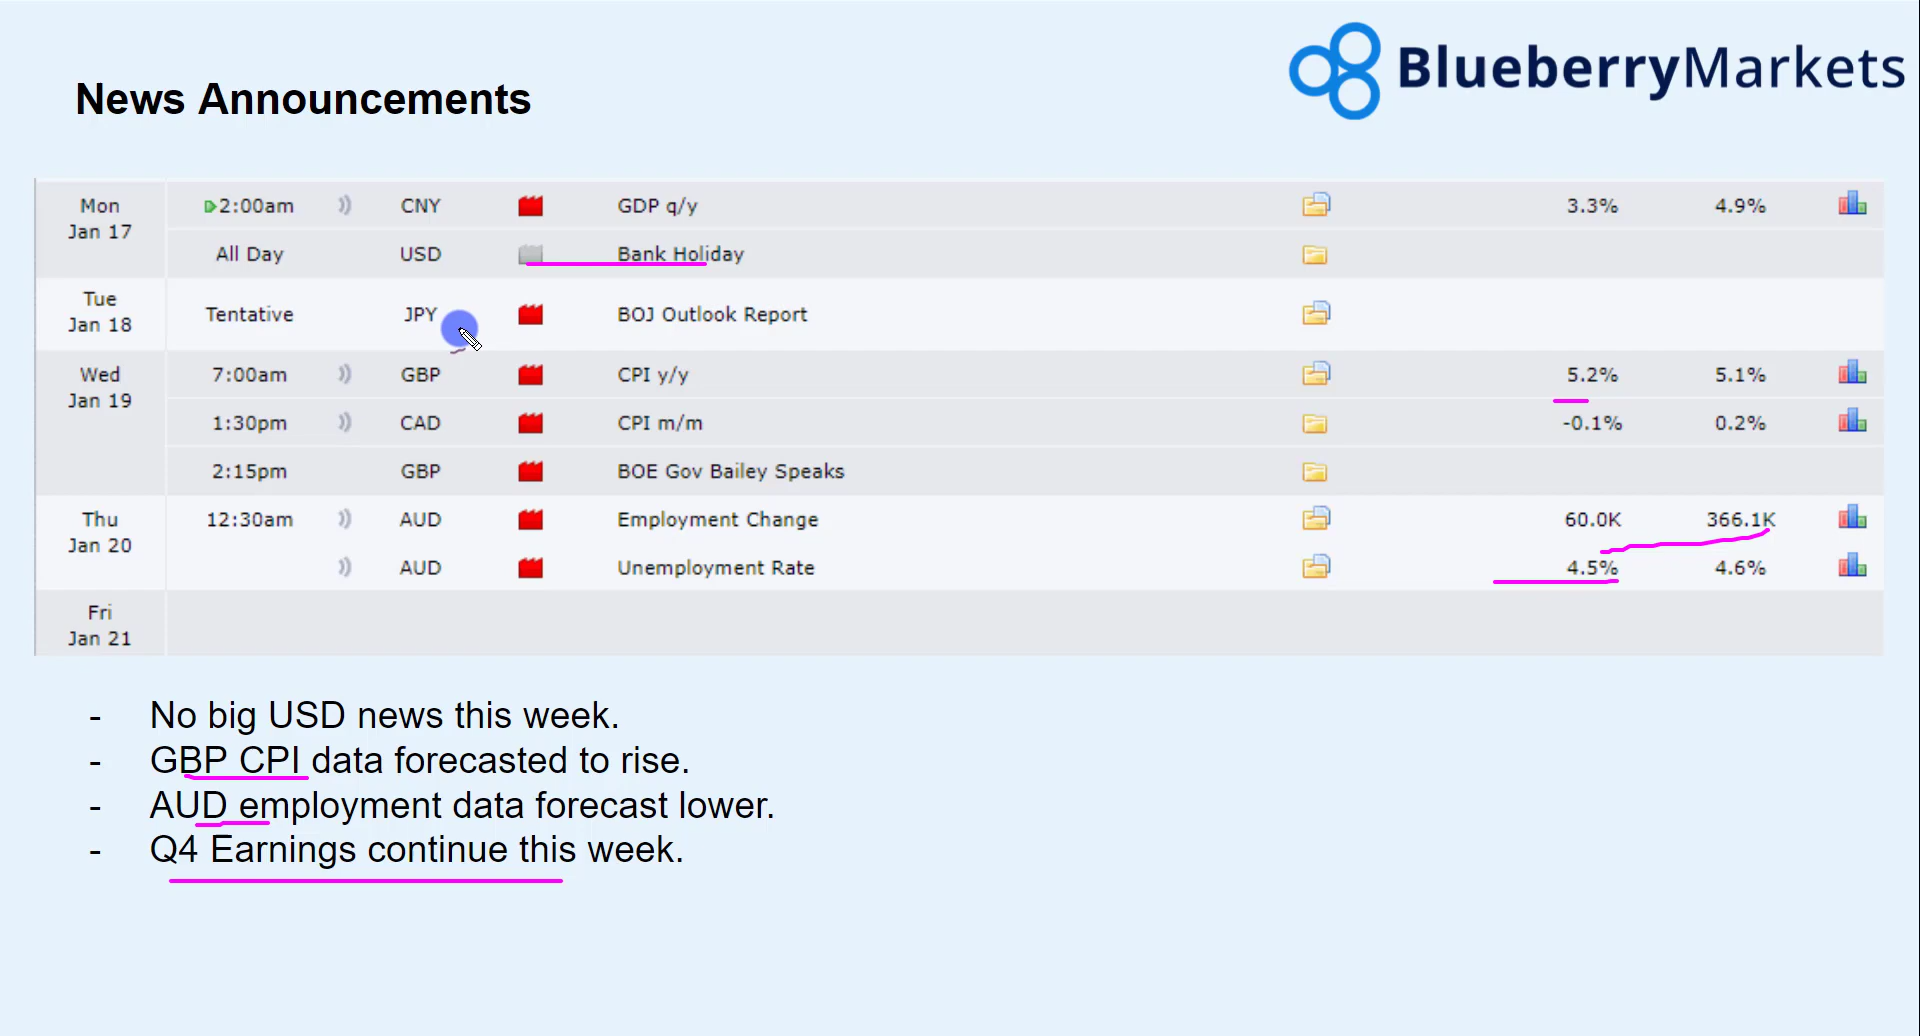 BlueberryMarkets
News Announcements
Mon Jan 17 2:00am CNY GDP q/y 3.3% 4.9%
All Day USD Bank Holiday
Tue Jan 18 Tentative JPY BOJ Outlook Report
Wed Jan 19 7:00am GBP CPI y/y 5.2% 5.1%
1:30pm CAD CPI m/m -0.1% 0.2%
2:15pm GBP BOE Gov Bailey Speaks
Thu Jan 20 12:30am AUD Employment Change 60.0K 366.1K
AUD Unemployment Rate 4.5% 4.6%
Fri Jan 21
- No big USD news this week.
- GBP CPI data forecasted to rise.
- AUD employment data forecast lower.
- Q4 Earnings continue this week.